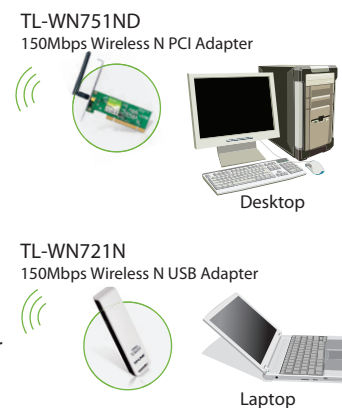 TL-WN751ND
150Mbps Wireless N PCI Adapter
Desktop
TL-WN721N
150Mbps Wireless N USB Adapter
Laptop